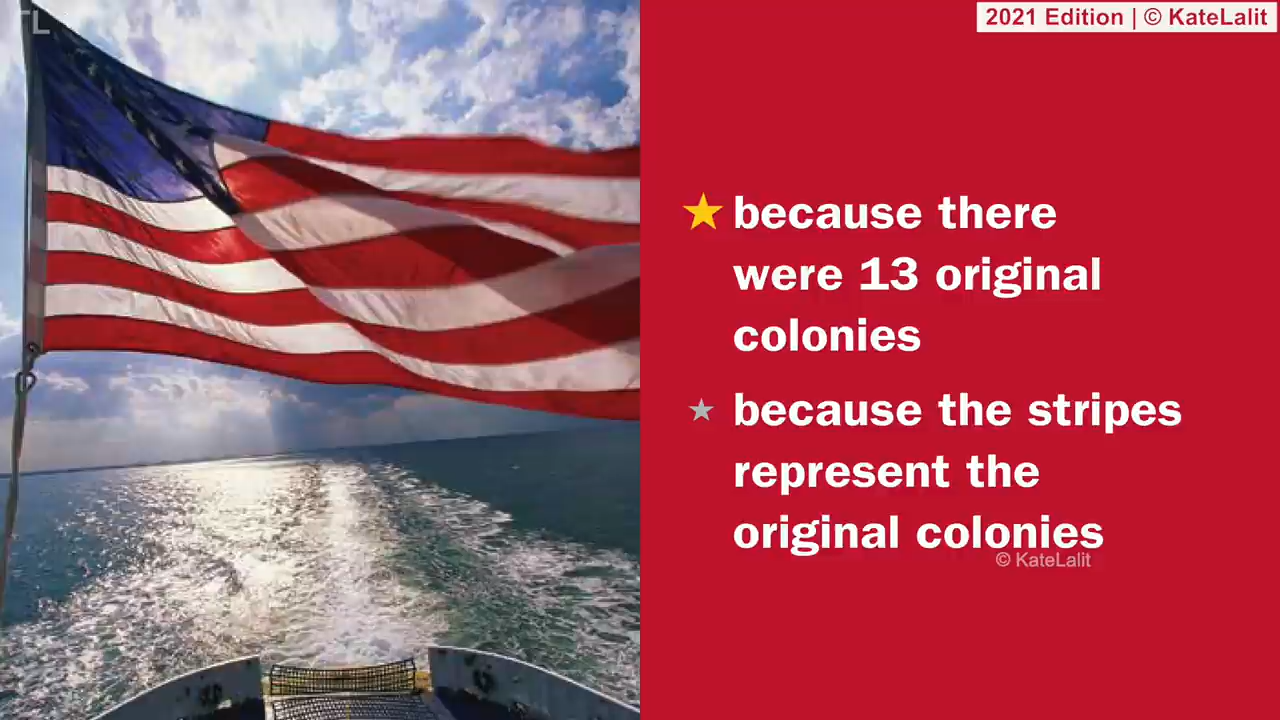 2021 Edition | © KateLalit
because there
were 13 original
colonies
because the stripes
represent the
original colonies
© KateLalit